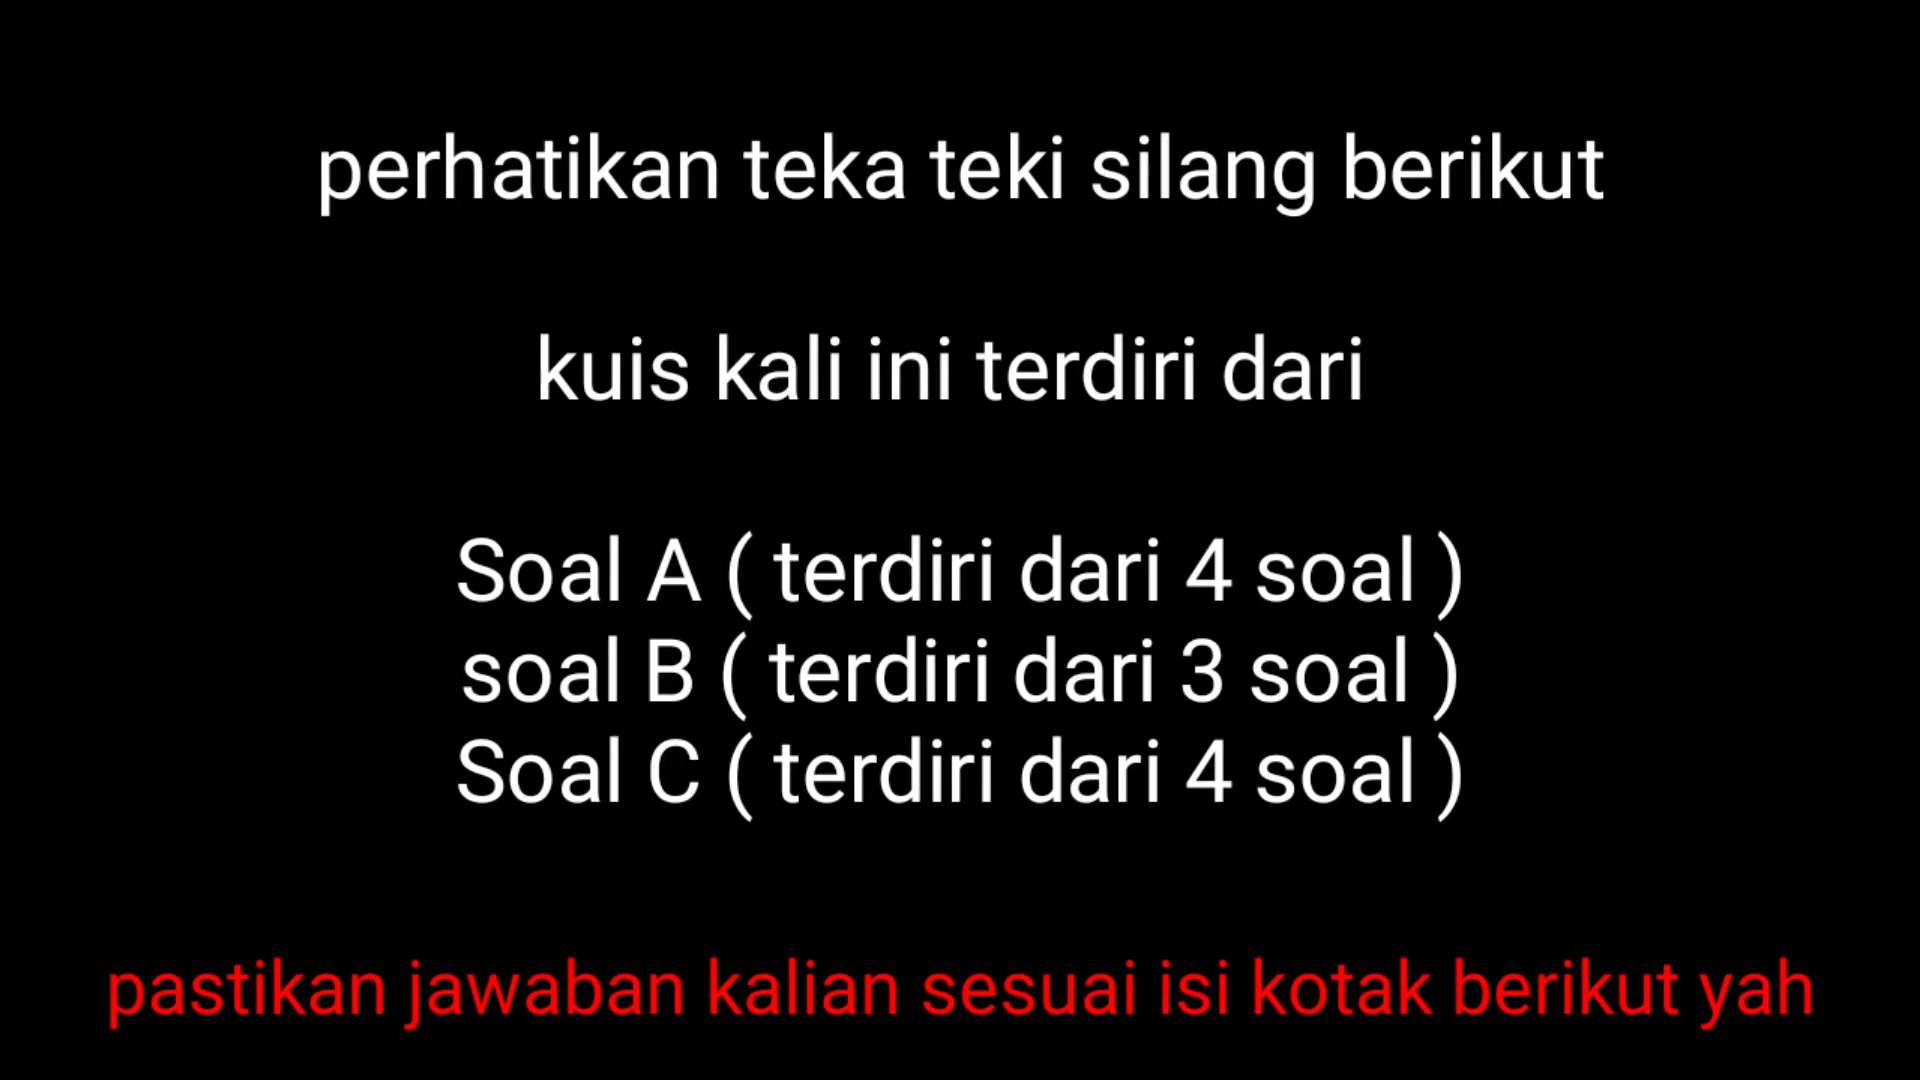 perhatikan teka teki silang berikut
kuis kali ini terdiri dari
Soal A ( terdiri dari 4 soal )
soal B ( terdiri dari 3 soal )
Soal C ( terdiri dari 4 soal )
pastikan jawaban kalian sesuai isi kotak berikut yah